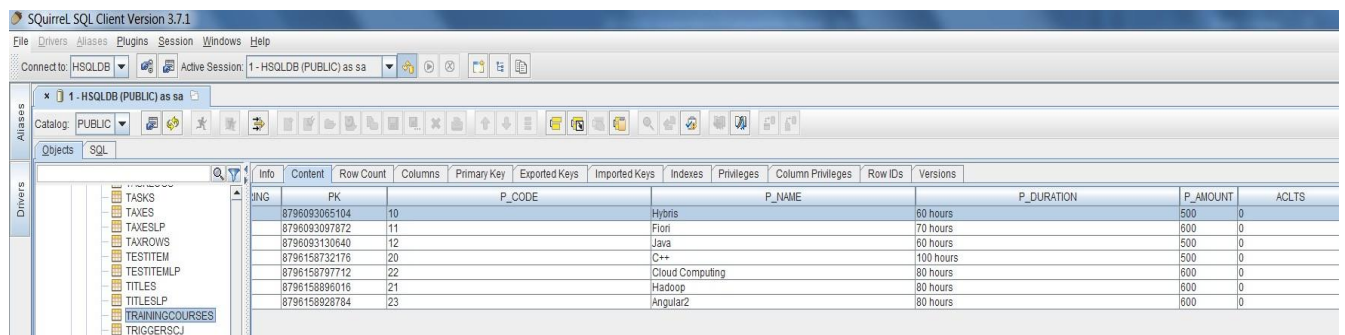 SQuirreL SQL Client Version 3.7.1
File Drivers Aliases Plugins Session Windows Help
Connect to: HSQLDB Active Session: 1 - HSQLDB (PUBLIC) as sa
1 - HSQLDB (PUBLIC) as sa
Aliases
Drivers
Catalog: PUBLIC
Objects SQL
Info Content Row Count Columns Primary Key Exported Keys Imported Keys Indexes Privileges Column Privileges Row IDs Versions
TASKS
TAXES
TAXESLP
TAXROWS
TESTITEM
TESTITEMLP
TITLES
TITLESLP
TRAININGCOURSES
TRIGGERSCJ
PK P_CODE P_NAME P_DURATION P_AMOUNT ACLTS
8796093065104 10 Hybris 60 hours 500 0
8796093097872 11 Fiori 70 hours 600 0
8796093130640 12 Java 60 hours 500 0
8796158732176 20 C++ 100 hours 500 0
8796158797712 22 Cloud Computing 80 hours 600 0
8796158896016 21 Hadoop 80 hours 600 0
8796158928784 23 Angular2 80 hours 600 0